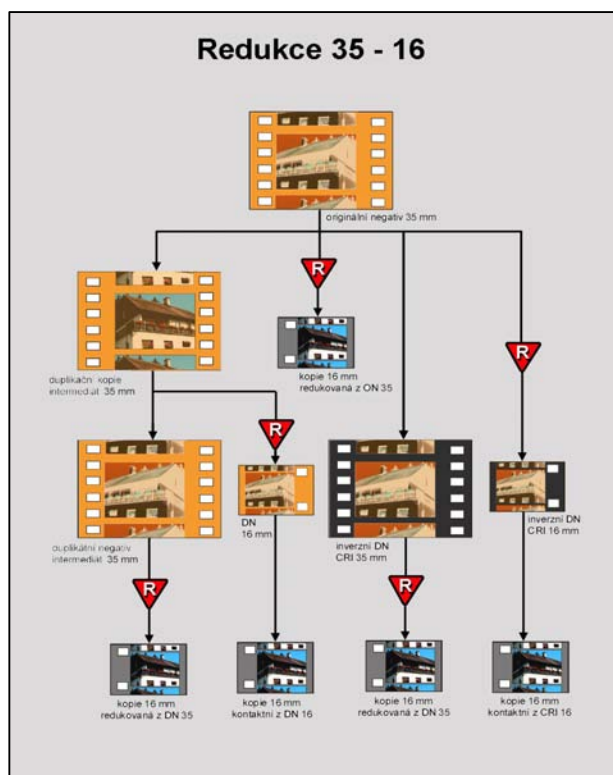 Redukce 35 - 16
originální negativ 35 mm
R
R
kopie 16 mm
redukovaná z ON 35
duplikační kopie
intermediát 35 mm
R
R
DN
16 mm
inverzní DN
CRI 16 mm
duplikátní negativ
intermediát 35 mm
inverzní DN
CRI 35 mm
R
R
kopie 16 mm
redukovaná z DN 35
kopie 16 mm
kontaktní z DN 16
kopie 16 mm
redukovaná z DN 35
kopie 16 mm
kontaktní z CRI 16